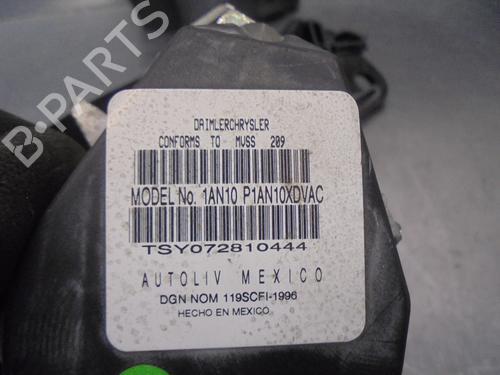 B-PARTS
DAIMLERCHRYSLER
CONFORMS TO MVSS 209
MODEL No. 1AN10 P1AN10XDVAC
TSY072810444
AUTOLIV MEXICO
DGN NOM 119SCFI-1996
HECHO EN MEXICO